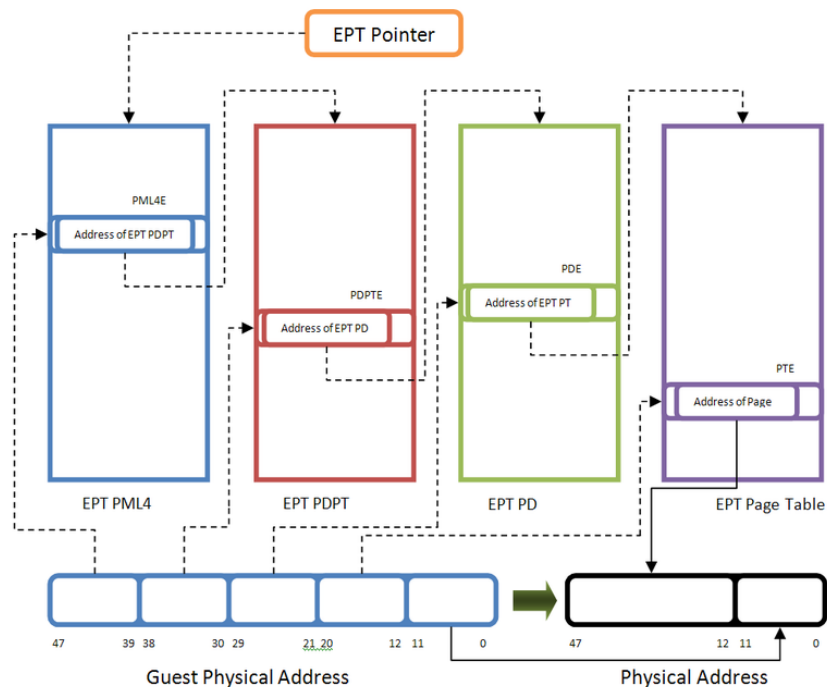 EPT Pointer
PML4E
Address of EPT PDPT
PDE
Address of EPT PT
PDPTE
Address of EPT PD
PTE
Address of Page
EPT PML4
EPT PDPT
EPT PD
EPT Page Table
47 39 38 30 29 21 20 12 11 0
47 12 11 0
Guest Physical Address
Physical Address